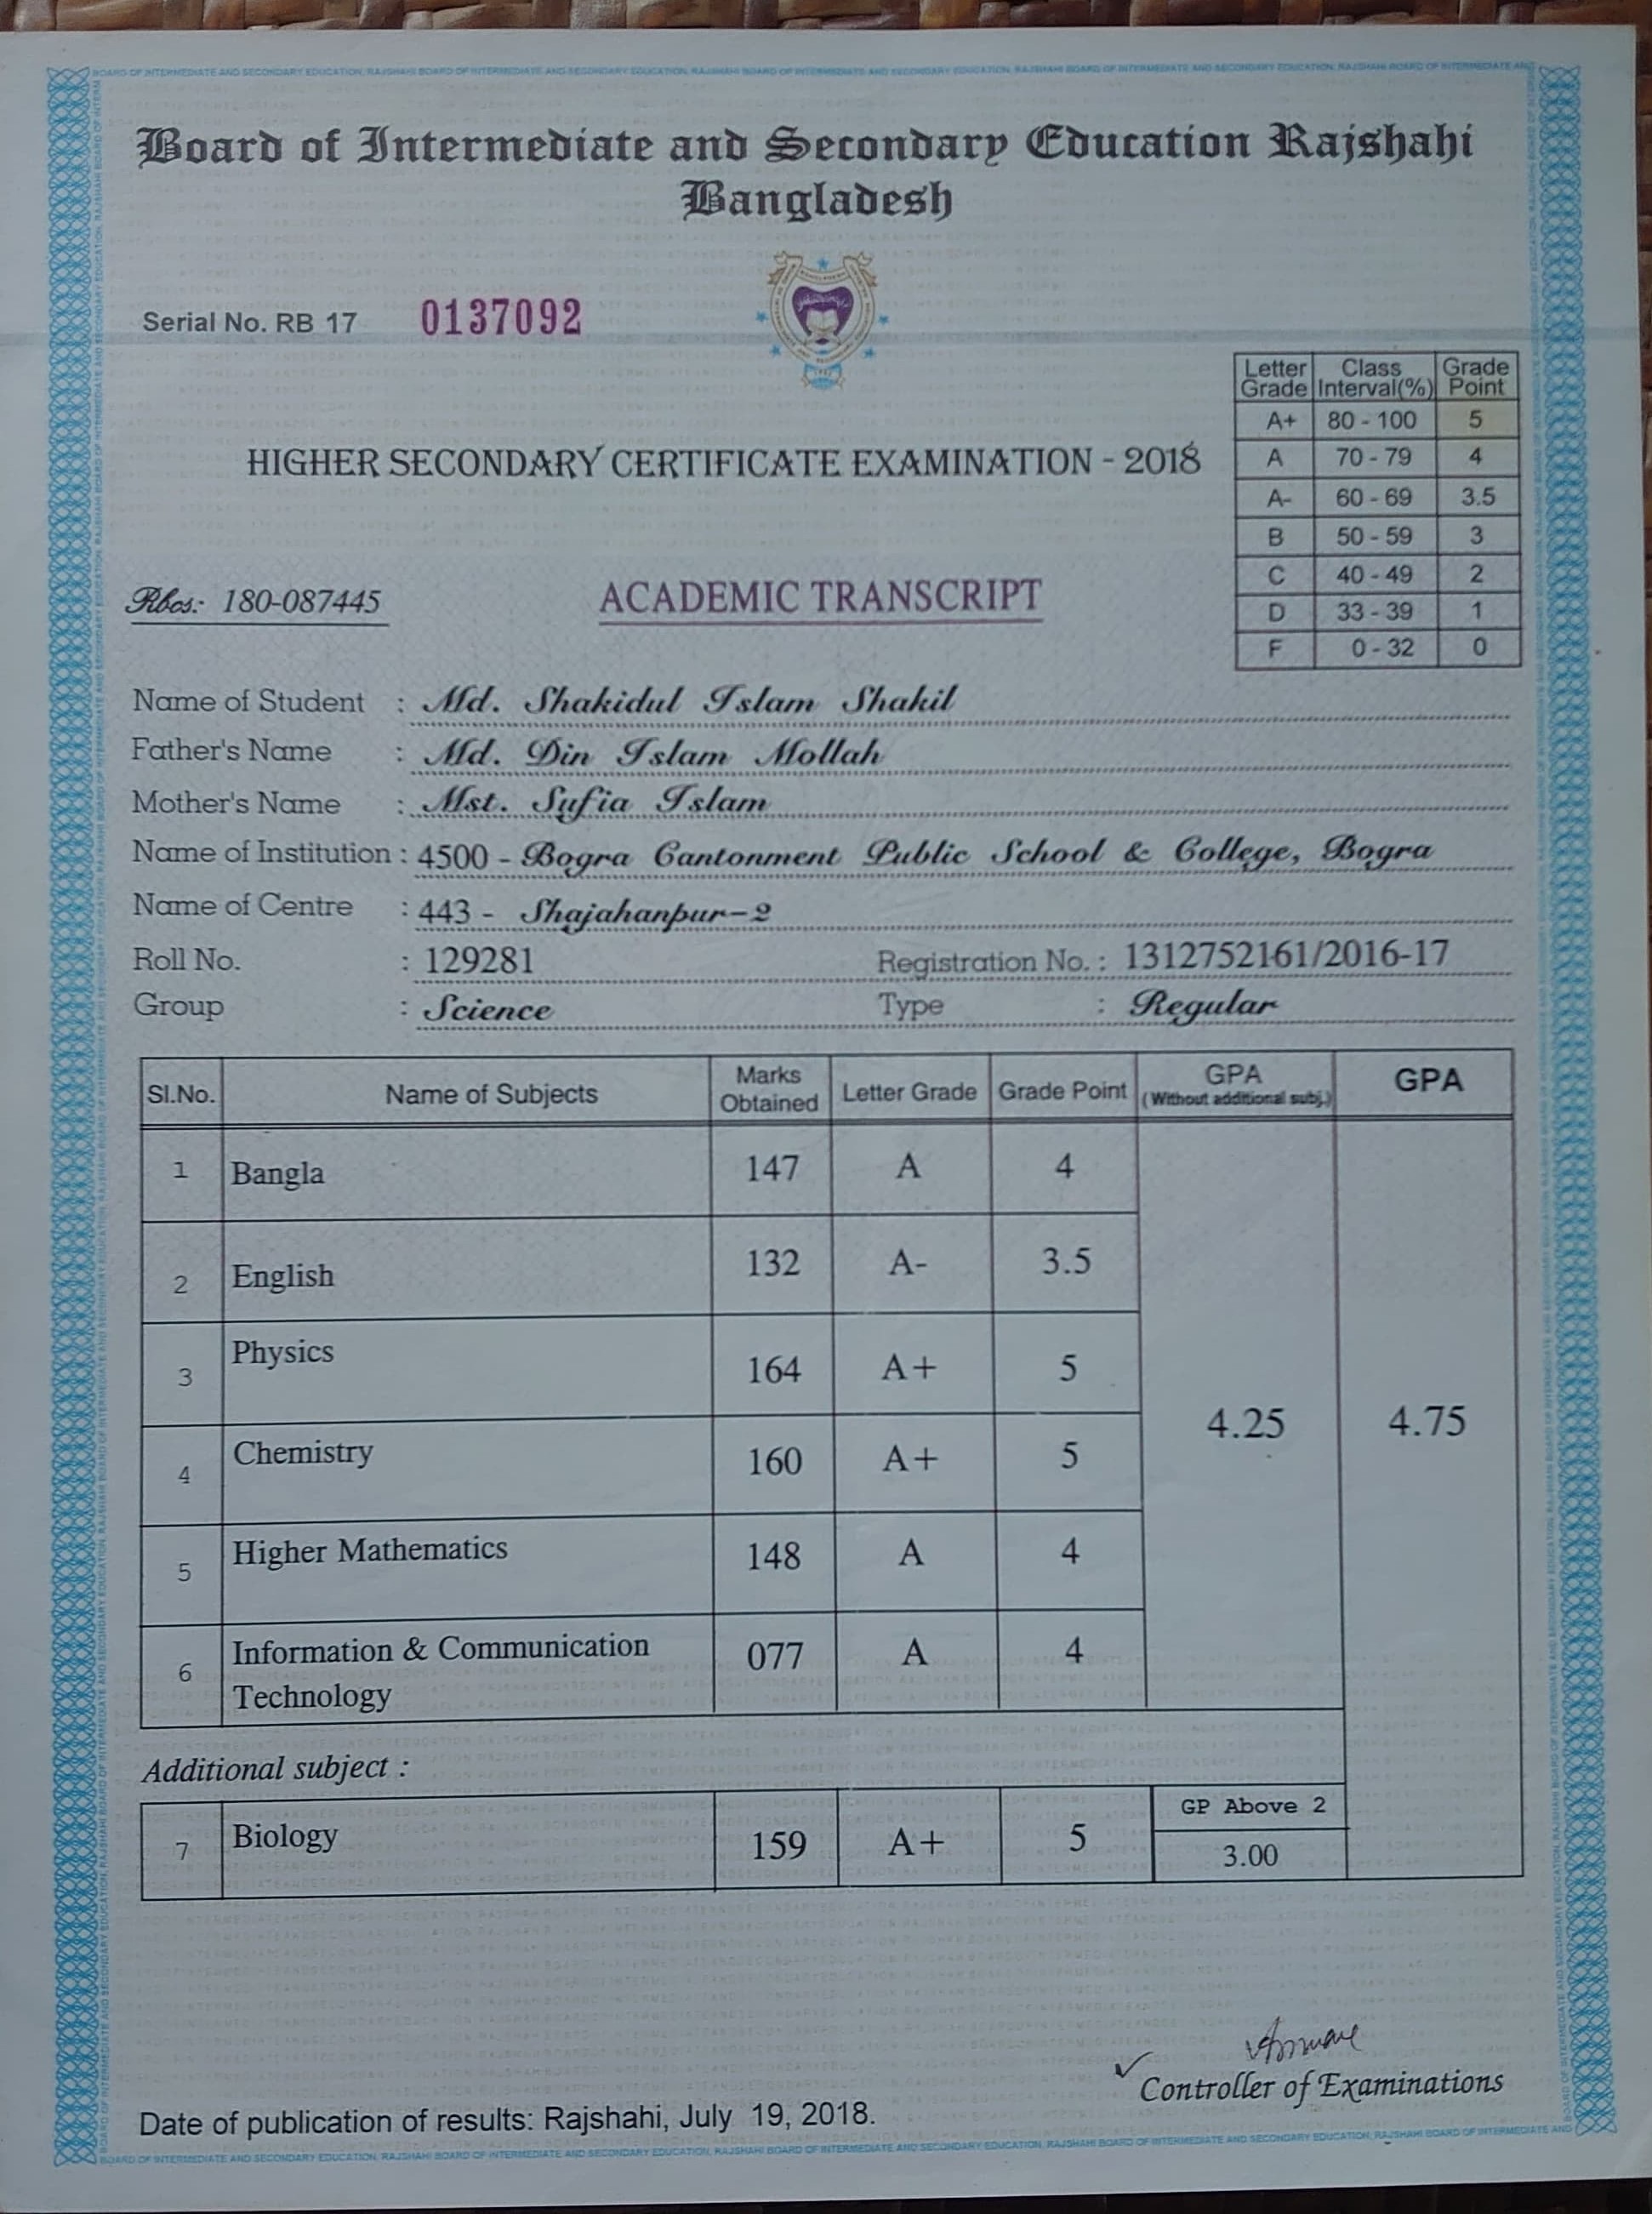 Board of Intermediate and Secondary Education Rajshahi
Bangladesh
Serial No. RB 17 0137092
Letter Grade Class Interval(%) Grade Point
A+ 80 - 100 5
A 70 - 79 4
A- 60 - 69 3.5
B 50 - 59 3
C 40 - 49 2
D 33 - 39 1
F 0 - 32 0
HIGHER SECONDARY CERTIFICATE EXAMINATION - 2018
Rbcs:- 180-087445
ACADEMIC TRANSCRIPT
Name of Student : Md. Shakidul Islam Shakil
Father's Name : Md. Din Islam Mollah
Mother's Name : Mst. Sufia Islam
Name of Institution : 4500 - Bogra Cantonment Public School & College, Bogra
Name of Centre : 443 - Shajahanpur-2
Roll No. : 129281 Registration No. : 1312752161/2016-17
Group : Science Type : Regular
Sl.No. Name of Subjects Marks Obtained Letter Grade Grade Point GPA (Without additional subj.) GPA
1 Bangla 147 A 4
2 English 132 A- 3.5
3 Physics 164 A+ 5
4.25 4.75
4 Chemistry 160 A+ 5
5 Higher Mathematics 148 A 4
6 Information & Communication Technology 077 A 4
Additional subject :
7 Biology 159 A+ 5 GP Above 2
3.00
Controller of Examinations
Date of publication of results: Rajshahi, July 19, 2018.